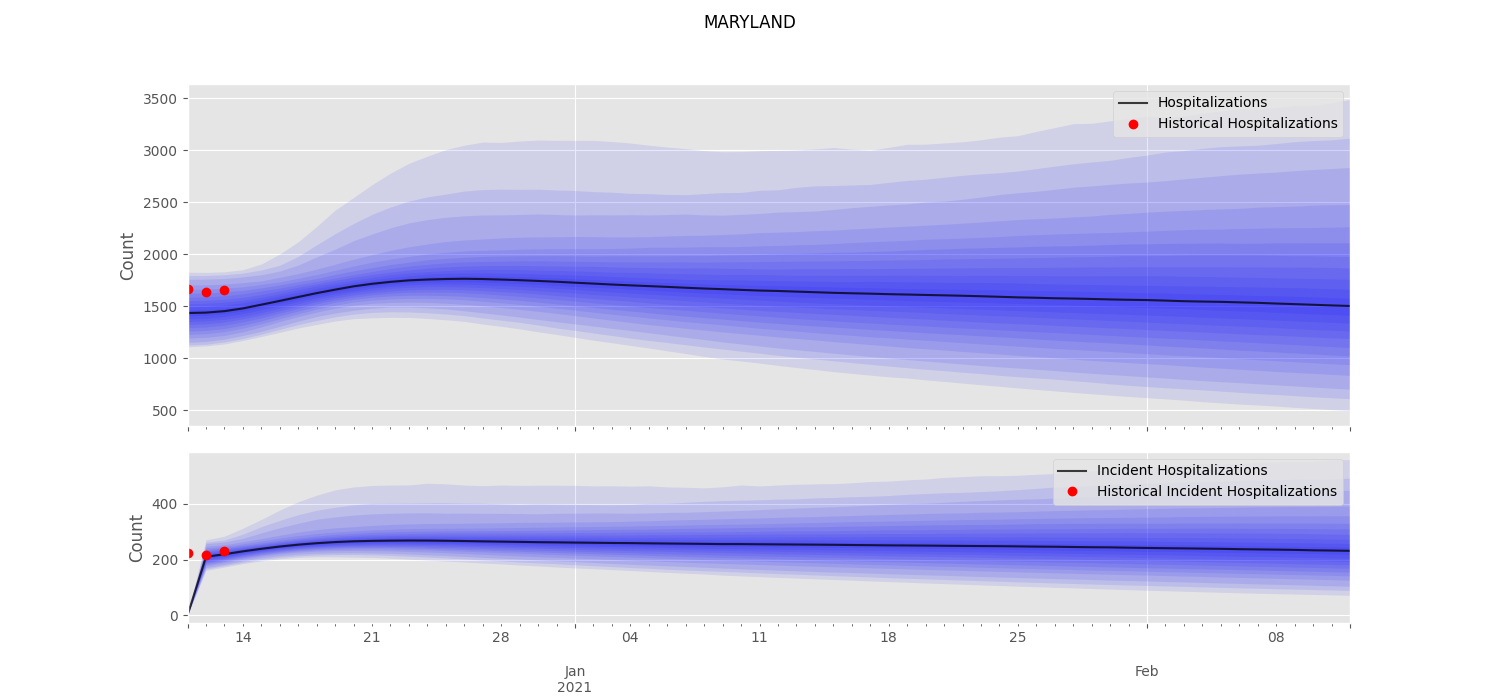 MARYLAND
3500
3000
2500
2000
1500
1000
500
Count
Hospitalizations
Historical Hospitalizations
400
200
0
Count
Incident Hospitalizations
Historical Incident Hospitalizations
14 21 28 04 11 18 25 08
Jan Feb
2021